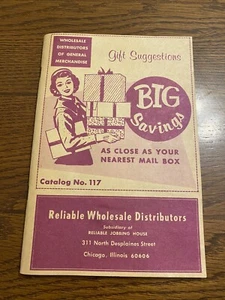 WHOLESALE
DISTRIBUTORS
OF GENERAL
MERCHANDISE
Gift Suggestions
BIG
Savings
AS CLOSE AS YOUR
NEAREST MAIL BOX
Catalog No. 117
Reliable Wholesale Distributors
Subsidiary of
RELIABLE JOBBING HOUSE
311 North Desplaines Street
Chicago, Illinois 60606